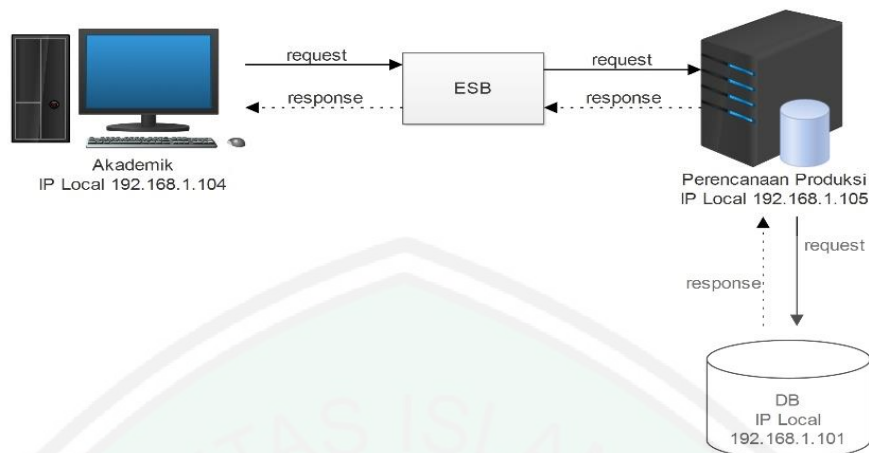 request
response
ESB
request
response
Akademik
IP Local 192.168.1.104
Perencanaan Produksi
IP Local 192.168.1.105
request
response
DB
IP Local
192.168.1.101